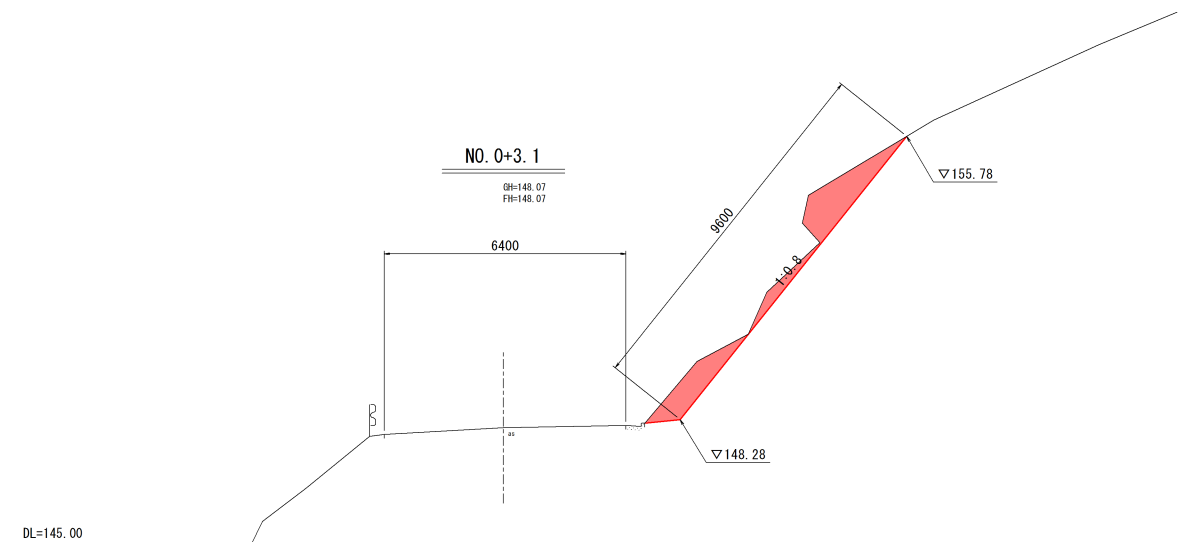 NO.0+3.1
GH=148.07
FH=148.07
6400
9600
1:0.8
▽155.78
▽148.28
as
DL=145.00